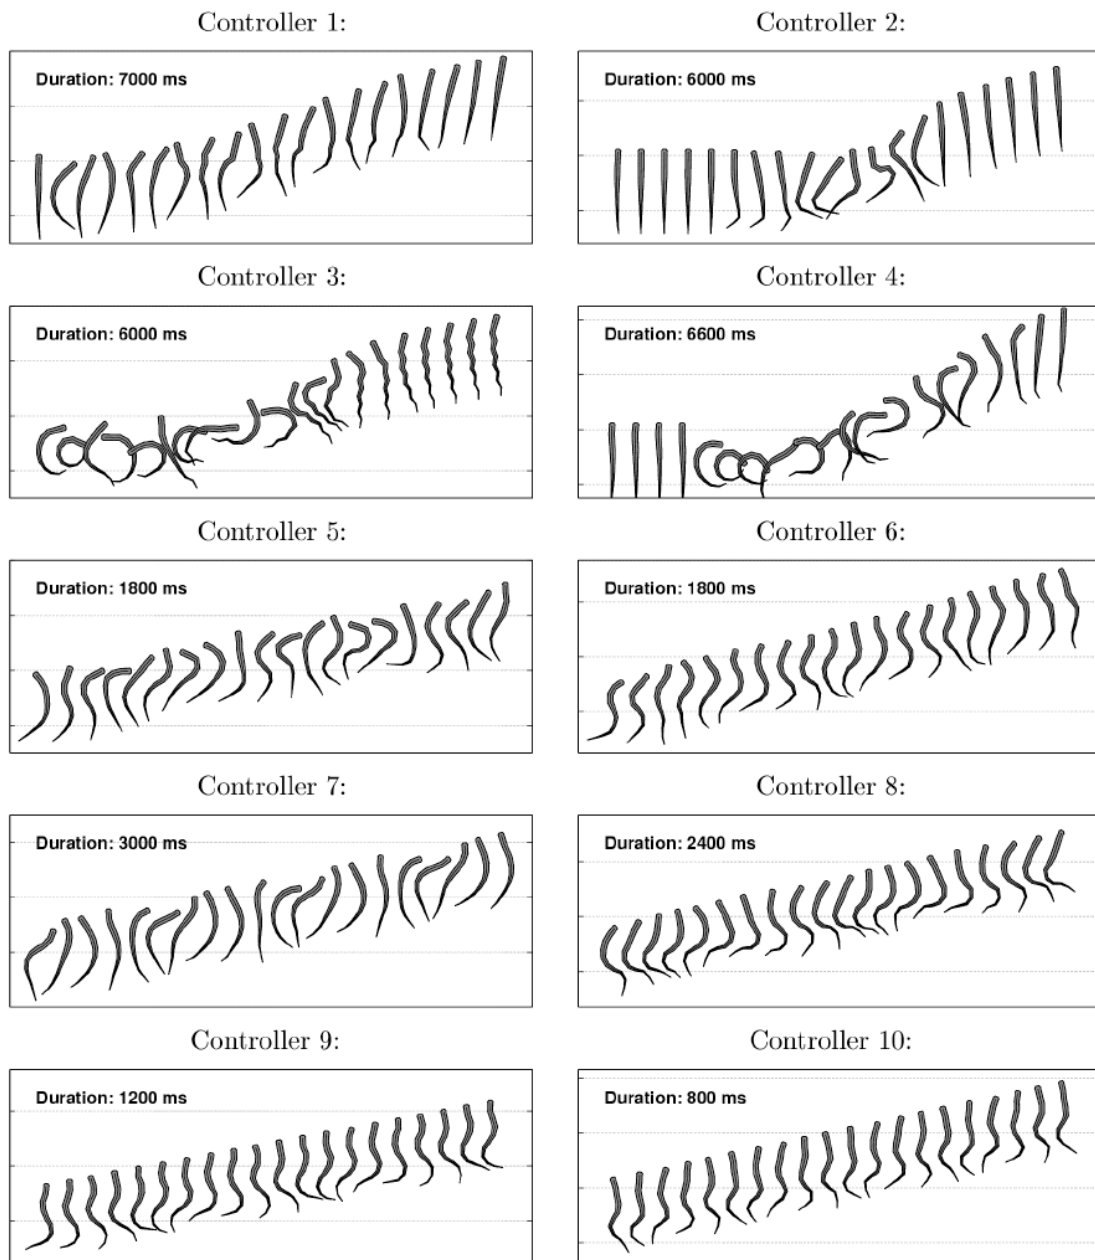 Controller 1:
Controller 2:
Duration: 7000 ms
Duration: 6000 ms
Controller 3:
Controller 4:
Duration: 6000 ms
Duration: 6600 ms
Controller 5:
Controller 6:
Duration: 1800 ms
Duration: 1800 ms
Controller 7:
Controller 8:
Duration: 3000 ms
Duration: 2400 ms
Controller 9:
Controller 10:
Duration: 1200 ms
Duration: 800 ms